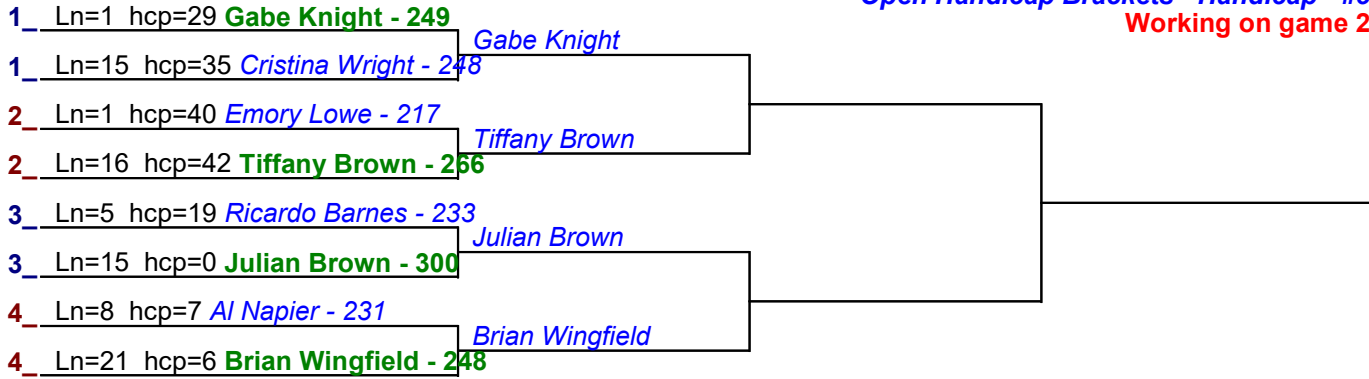 Open Handicap Brackets - Handicap - #
Working on game 2
1_ Ln=1 hcp=29 Gabe Knight - 249
Gabe Knight
1_ Ln=15 hcp=35 Cristina Wright - 248
2_ Ln=1 hcp=40 Emory Lowe - 217
Tiffany Brown
2_ Ln=16 hcp=42 Tiffany Brown - 266
3_ Ln=5 hcp=19 Ricardo Barnes - 233
Julian Brown
3_ Ln=15 hcp=0 Julian Brown - 300
4_ Ln=8 hcp=7 Al Napier - 231
Brian Wingfield
4_ Ln=21 hcp=6 Brian Wingfield - 248